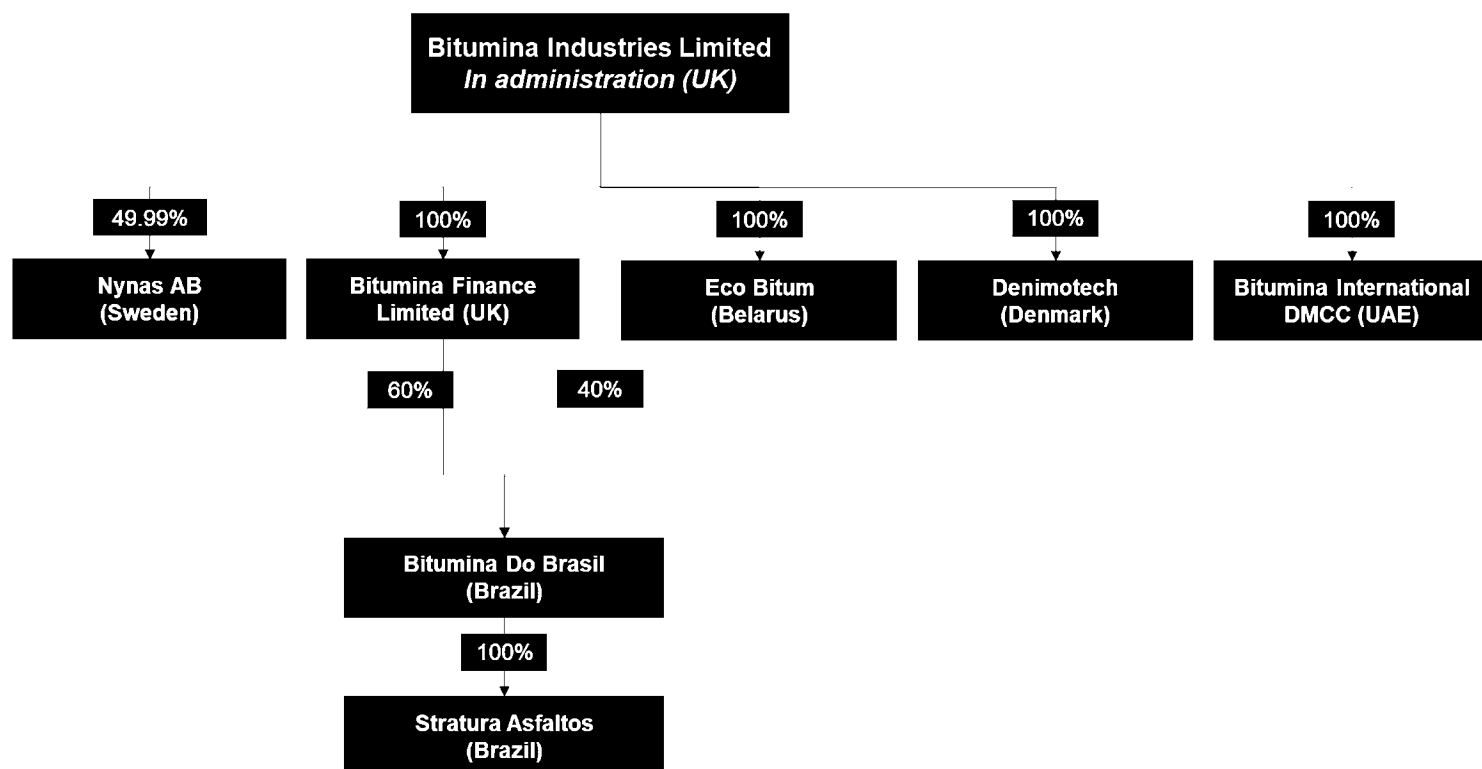 Bitumina Industries Limited
In administration (UK)
49.99%
100%
100%
100%
100%
Nynas AB
(Sweden)
Bitumina Finance
Limited (UK)
Eco Bitum
(Belarus)
Denimotech
(Denmark)
Bitumina International
DMCC (UAE)
60%
40%
Bitumina Do Brasil
(Brazil)
100%
Stratura Asfaltos
(Brazil)